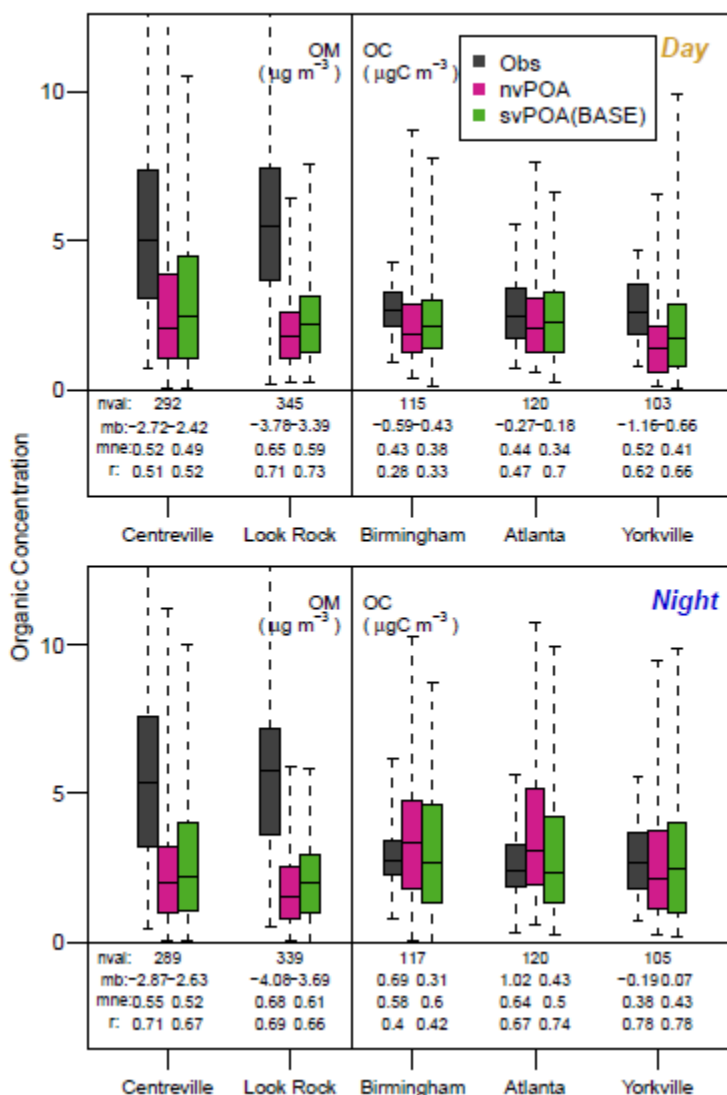 OM OC Day
( μg m⁻³ ) ( μgC m⁻³ )
Obs
nvPOA
svPOA(BASE)
10
5
0
nval: 292 345 115 120 103
mb:−2.72−2.42 −3.78−3.39 −0.59−0.43 −0.27−0.18 −1.16−0.66
mne:0.52 0.49 0.65 0.59 0.43 0.38 0.44 0.34 0.52 0.41
r: 0.51 0.52 0.71 0.73 0.28 0.33 0.47 0.7 0.62 0.66
Centreville Look Rock Birmingham Atlanta Yorkville
Organic Concentration
OM OC Night
( μg m⁻³ ) ( μgC m⁻³ )
10
5
0
nval: 289 339 117 120 105
mb:−2.87−2.63 −4.08−3.69 0.69 0.31 1.02 0.43 −0.19 0.07
mne:0.55 0.52 0.68 0.61 0.58 0.6 0.64 0.5 0.38 0.43
r: 0.71 0.67 0.69 0.66 0.4 0.42 0.67 0.74 0.78 0.78
Centreville Look Rock Birmingham Atlanta Yorkville